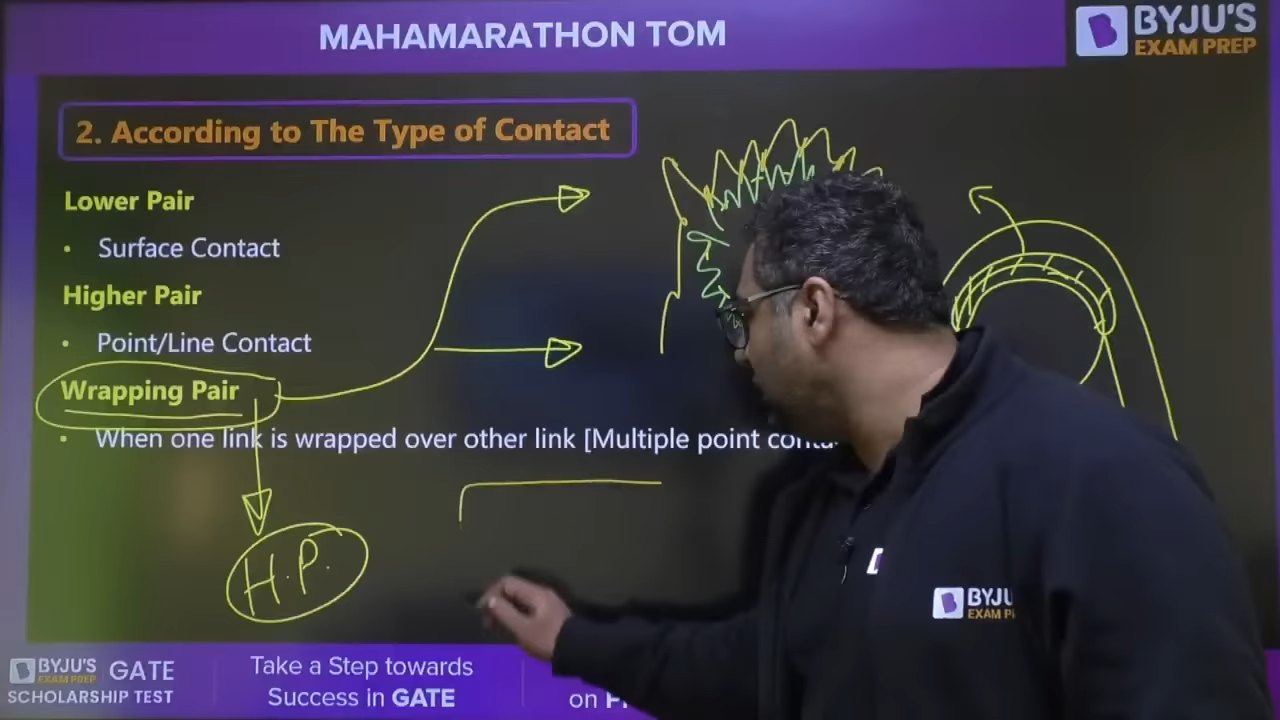 MAHAMARATHON TOM
BYJU'S
EXAM PREP
2. According to The Type of Contact
Lower Pair
• Surface Contact
Higher Pair
• Point/Line Contact
Wrapping Pair
• When one link is wrapped over other link [Multiple point
H.P.
BYJU
EXAM
BYJU'S
EXAM PREP
GATE
SCHOLARSHIP TEST
Take a Step towards
Success in GATE
on